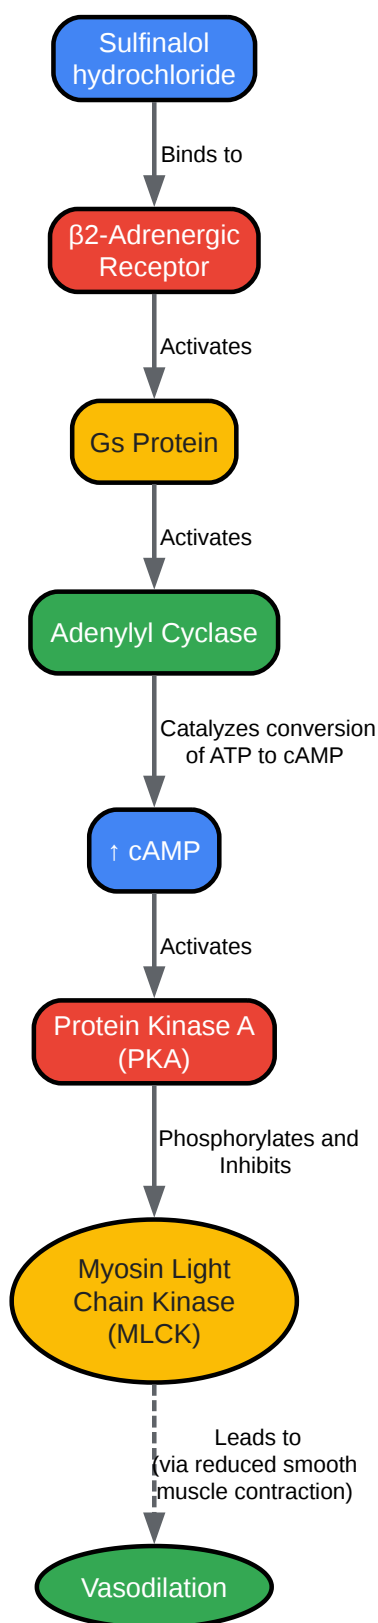 Sulfinalol
hydrochloride
Binds to
β2-Adrenergic
Receptor
Activates
Gs Protein
Activates
Adenylyl Cyclase
Catalyzes conversion
of ATP to cAMP
↑ cAMP
Activates
Protein Kinase A
(PKA)
Phosphorylates and
Inhibits
Myosin Light
Chain Kinase
(MLCK)
Leads to
(via reduced smooth
muscle contraction)
Vasodilation